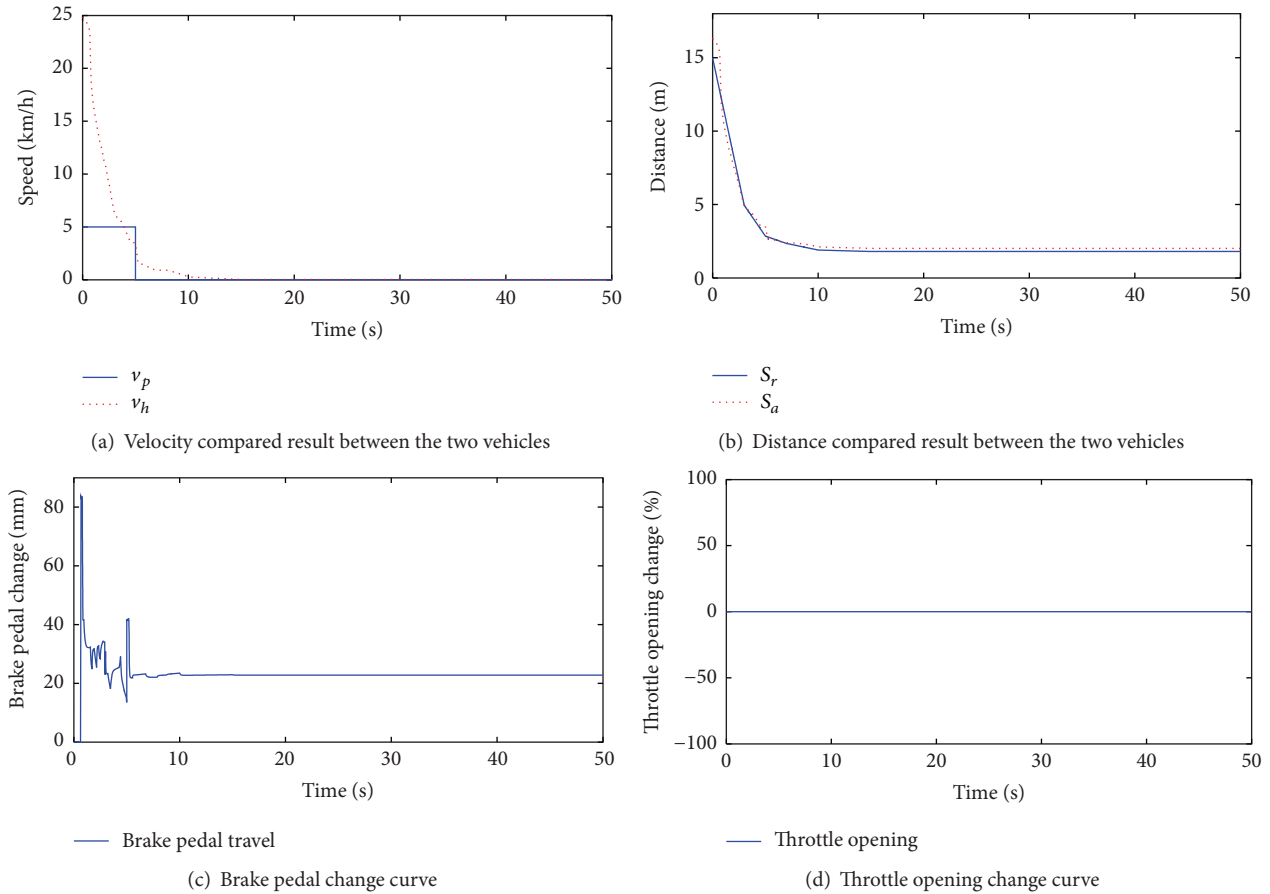 25
20
15
10
5
0
Speed (km/h)
0 10 20 30 40 50
Time (s)
v_p
v_h
(a) Velocity compared result between the two vehicles
15
10
5
0
Distance (m)
0 10 20 30 40 50
Time (s)
S_r
S_a
(b) Distance compared result between the two vehicles
80
60
40
20
0
Brake pedal change (mm)
0 10 20 30 40 50
Time (s)
Brake pedal travel
(c) Brake pedal change curve
100
50
0
−50
−100
Throttle opening change (%)
0 10 20 30 40 50
Time (s)
Throttle opening
(d) Throttle opening change curve